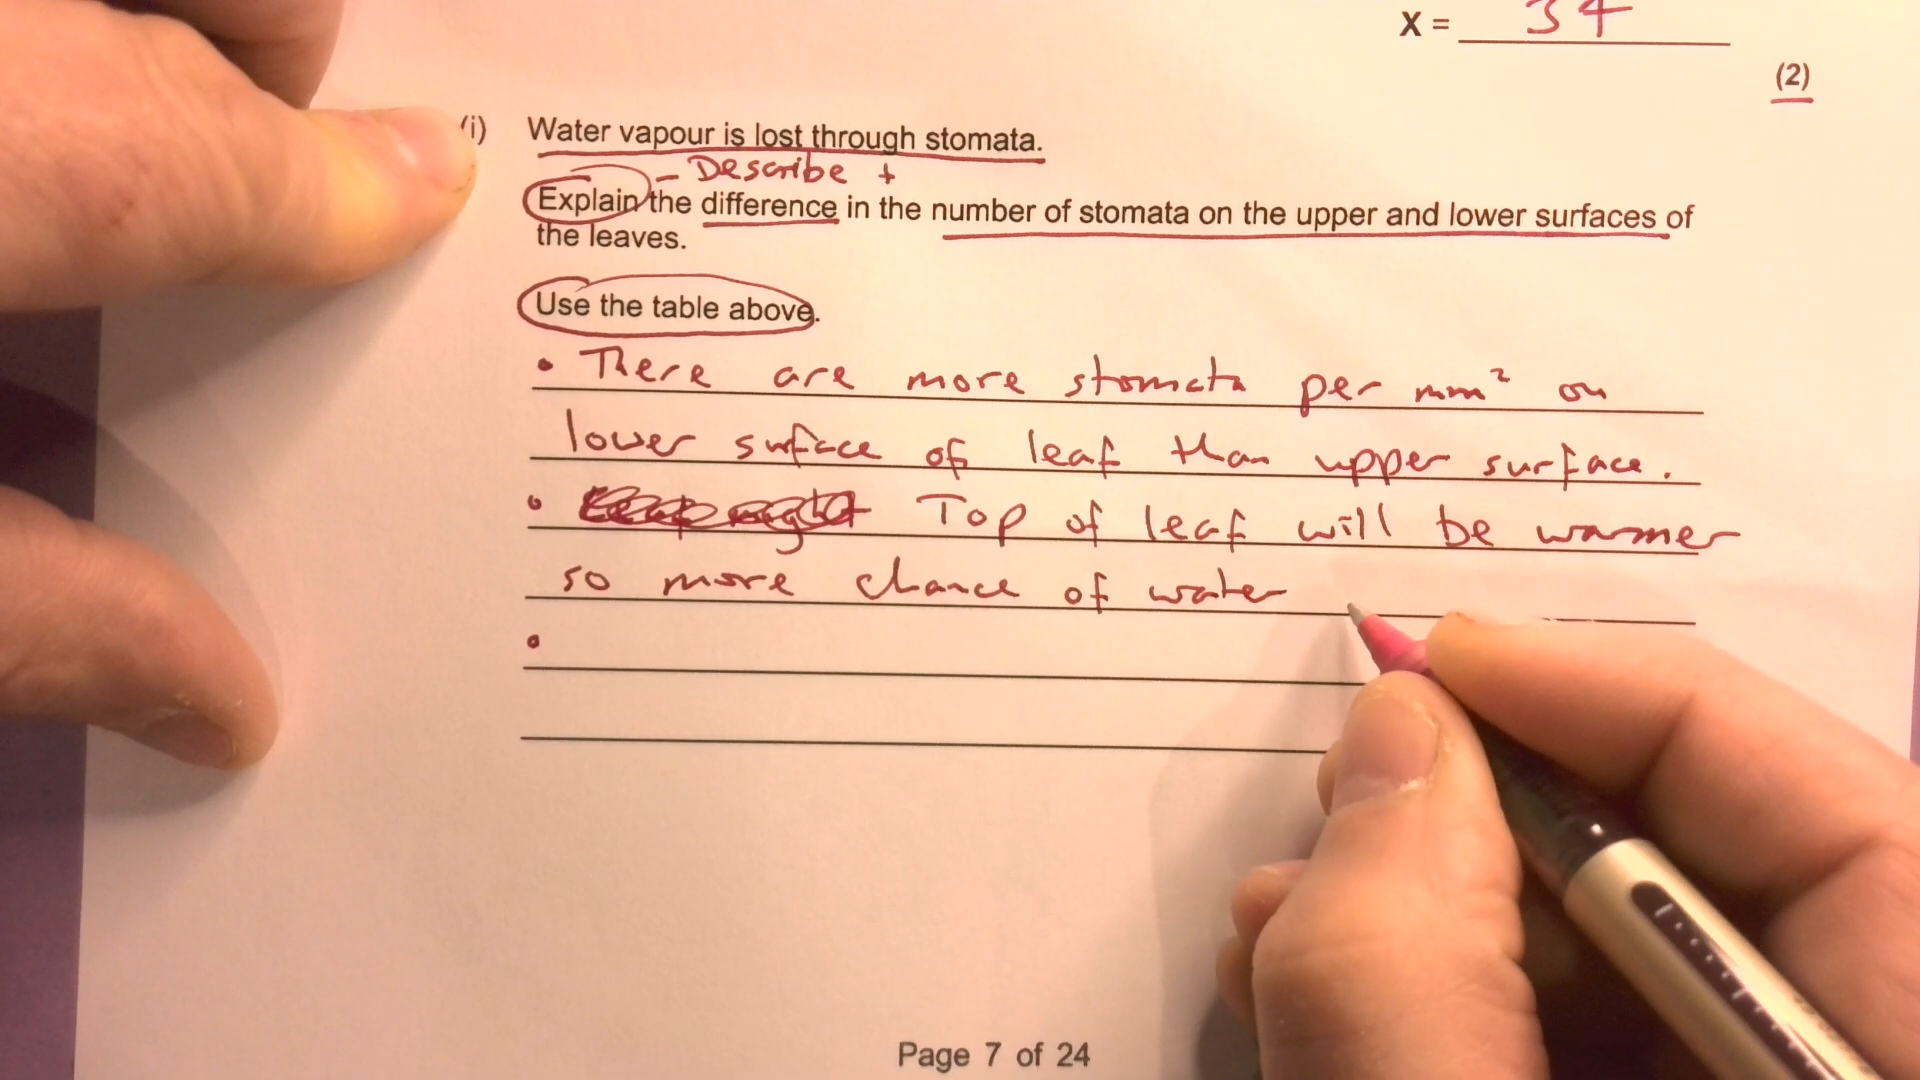 X = 34
(2)
(i) Water vapour is lost through stomata.
- Describe +
Explain the difference in the number of stomata on the upper and lower surfaces of
the leaves.
Use the table above.
• There are more stomata per mm² on
lower surface of leaf than upper surface.
• Top of leaf will be warmer
so more chance of water
•
Page 7 of 24